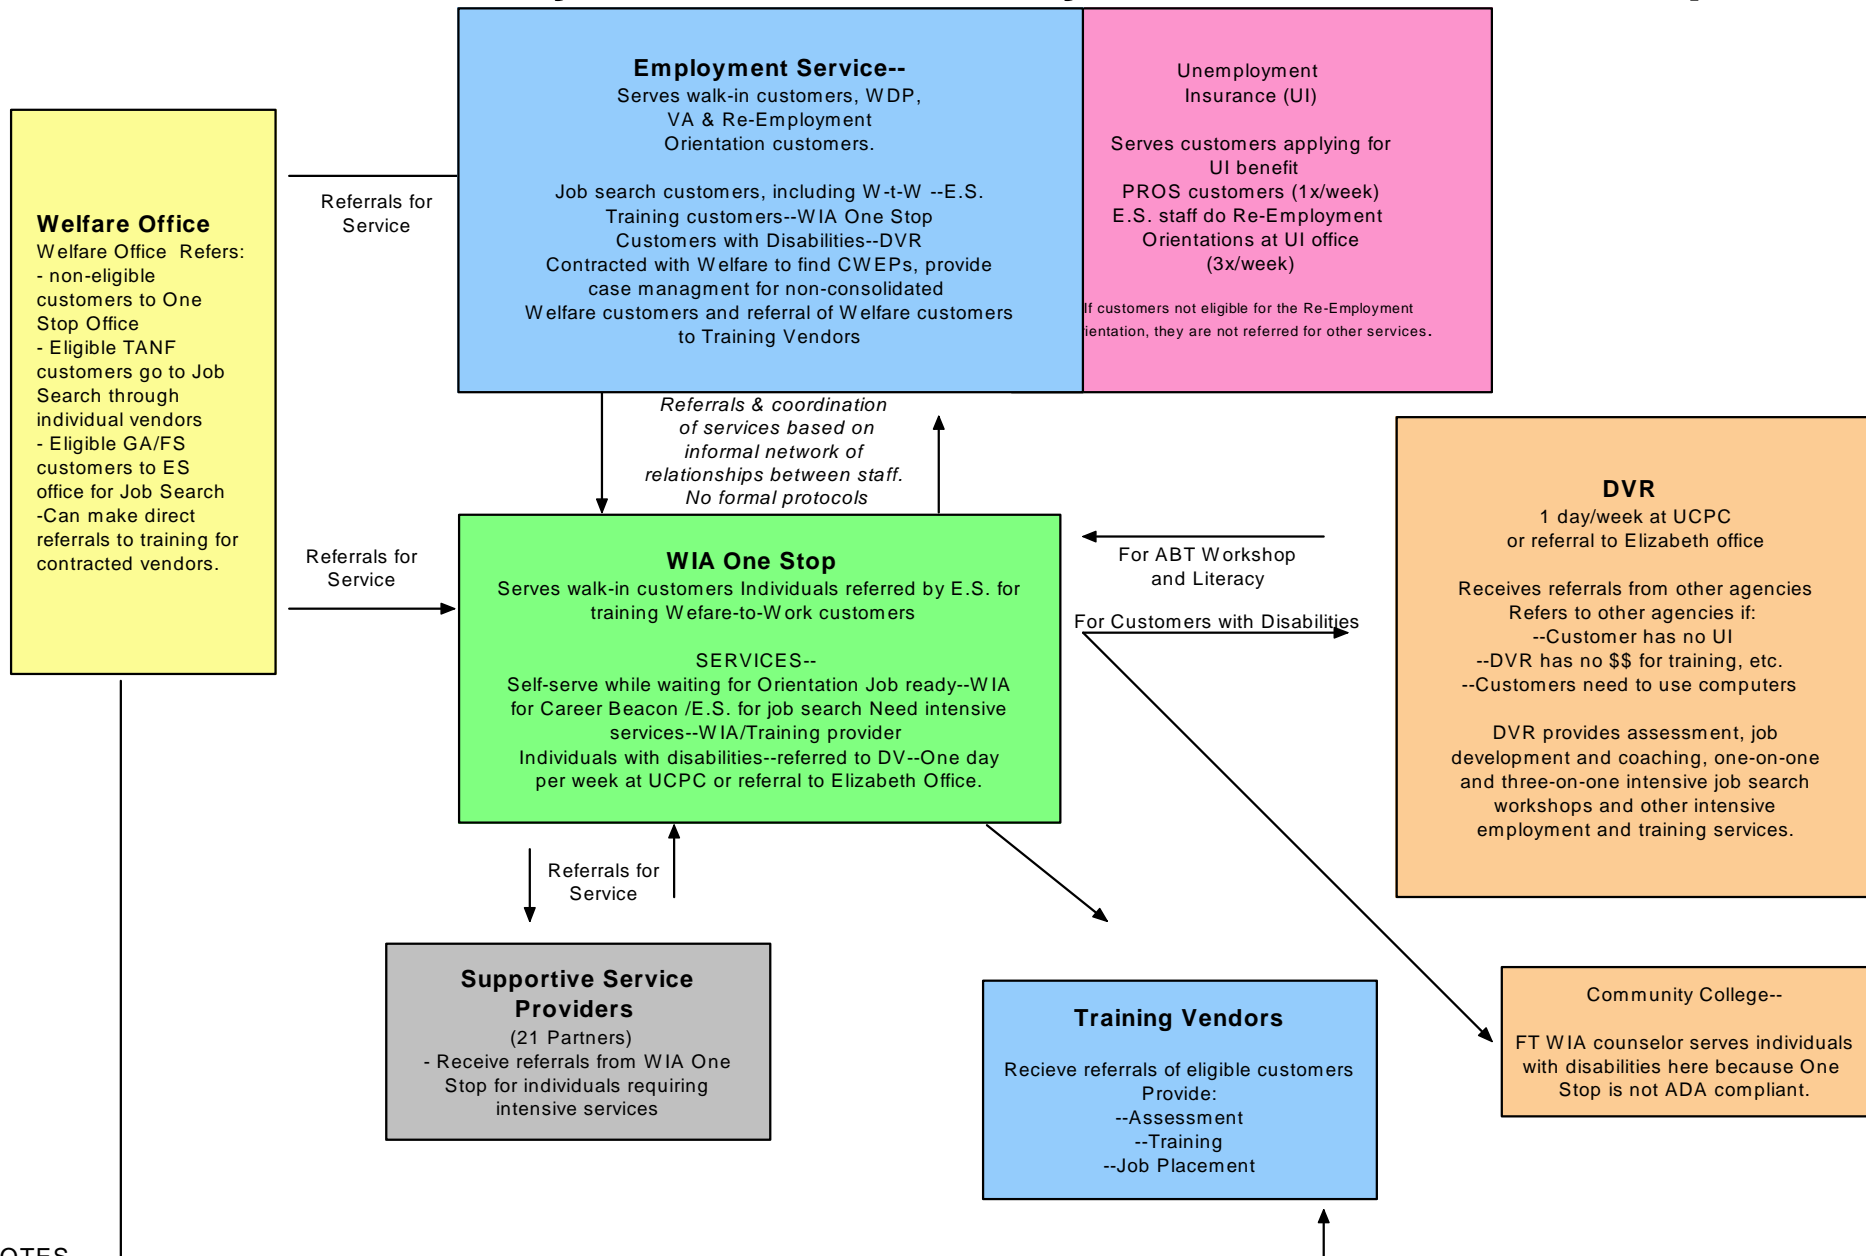 Employment Service--
Serves walk-in customers, WDP,
VA & Re-Employment
Orientation customers.
Job search customers, including W-t-W --E.S.
Training customers--WIA One Stop
Customers with Disabilities--DVR
Contracted with Welfare to find CWEPs, provide
case managment for non-consolidated
Welfare customers and referral of Welfare customers
to Training Vendors
Unemployment
Insurance (UI)
Serves customers applying for
UI benefit
PROS customers (1x/week)
E.S. staff do Re-Employment
Orientations at UI office
(3x/week)
If customers not eligible for the Re-Employment
ientation, they are not referred for other services.
Welfare Office
Welfare Office Refers:
- non-eligible
customers to One
Stop Office
- Eligible TANF
customers go to Job
Search through
individual vendors
- Eligible GA/FS
customers to ES
office for Job Search
-Can make direct
referrals to training for
contracted vendors.
Referrals for
Service
Referrals & coordination
of services based on
informal network of
relationships between staff.
No formal protocols
Referrals for
Service
WIA One Stop
Serves walk-in customers Individuals referred by E.S. for
training Wefare-to-Work customers
SERVICES--
Self-serve while waiting for Orientation Job ready--WIA
for Career Beacon /E.S. for job search Need intensive
services--WIA/Training provider
Individuals with disabilities--referred to DV--One day
per week at UCPC or referral to Elizabeth Office.
For ABT Workshop
and Literacy
For Customers with Disabilities
DVR
1 day/week at UCPC
or referral to Elizabeth office
Receives referrals from other agencies
Refers to other agencies if:
--Customer has no UI
--DVR has no $$ for training, etc.
--Customers need to use computers
DVR provides assessment, job
development and coaching, one-on-one
and three-on-one intensive job search
workshops and other intensive
employment and training services.
Referrals for
Service
Supportive Service
Providers
(21 Partners)
- Receive referrals from WIA One
Stop for individuals requiring
intensive services
Training Vendors
Recieve referrals of eligible customers
Provide:
--Assessment
--Training
--Job Placement
Community College--
FT WIA counselor serves individuals
with disabilities here because One
Stop is not ADA compliant.
OTES